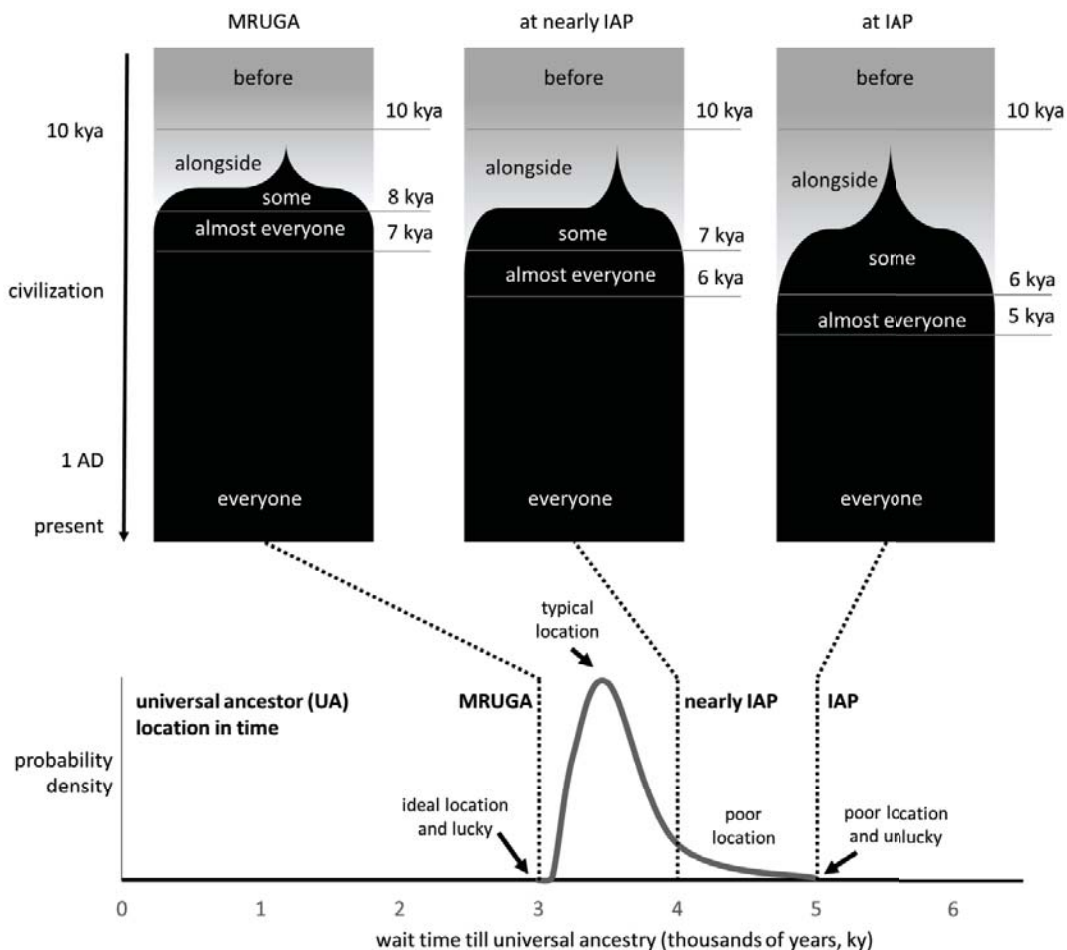 MRUGA
at nearly IAP
at IAP
before
before
before
10 kya
10 kya
10 kya
10 kya
alongside
alongside
alongside
some
8 kya
almost everyone
7 kya
some
7 kya
almost everyone
6 kya
some
6 kya
almost everyone
5 kya
civilization
1 AD
everyone
everyone
everyone
present
typical
location
universal ancestor (UA)
location in time
MRUGA
nearly IAP
IAP
probability
density
ideal location
and lucky
poor
location
poor location
and unlucky
0
1
2
3
4
5
6
wait time till universal ancestry (thousands of years, ky)